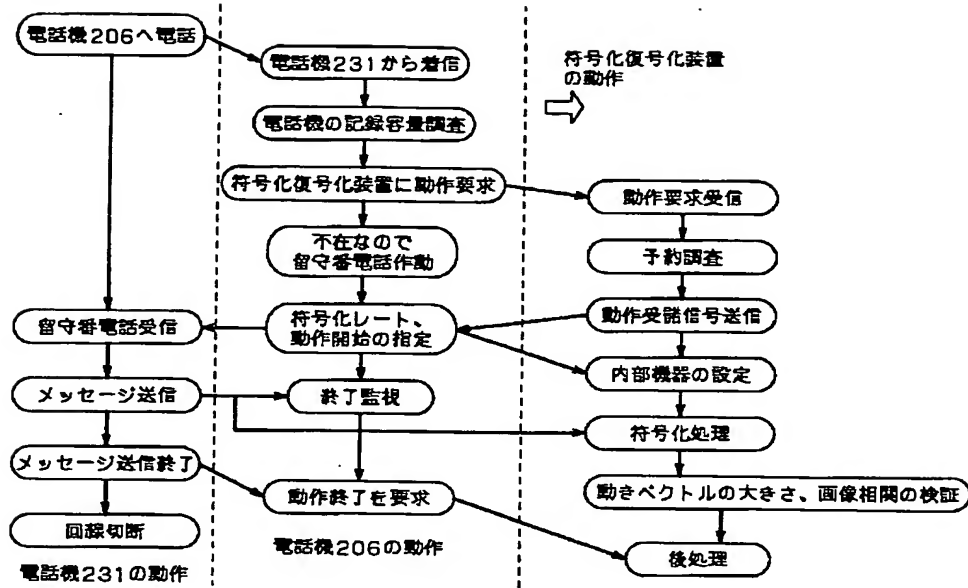 電話機206へ電話
電話機231から着信
符号化復号化装置
の動作
電話機の記録容量調査
符号化復号化装置に動作要求
動作要求受信
不在なので
留守番電話作動
予約調査
留守番電話受信
符号化レート、
動作開始の指定
動作受諾信号送信
内部機器の設定
メッセージ送信
終了監視
符号化処理
メッセージ送信終了
動作終了を要求
動きベクトルの大きさ、画像相関の検証
回線切断
電話機206の動作
後処理
電話機231の動作